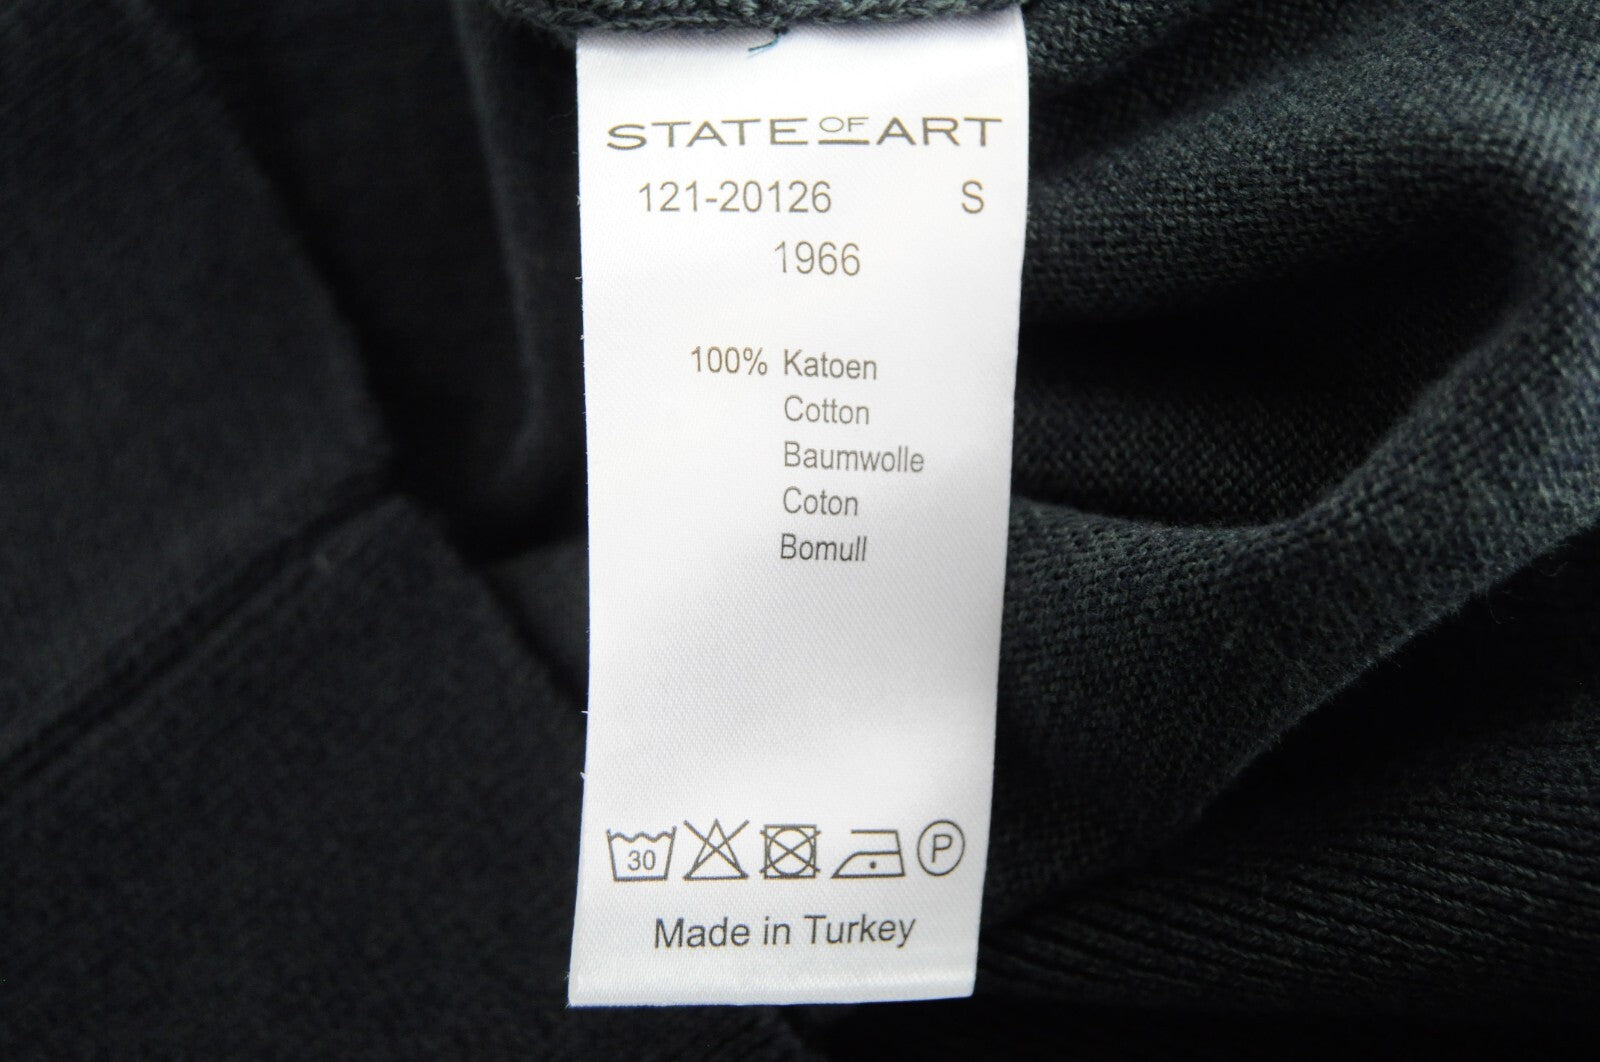 STATE OF ART
121-20126 S
1966
100% Katoen
Cotton
Baumwolle
Coton
Bomull
30 P
Made in Turkey